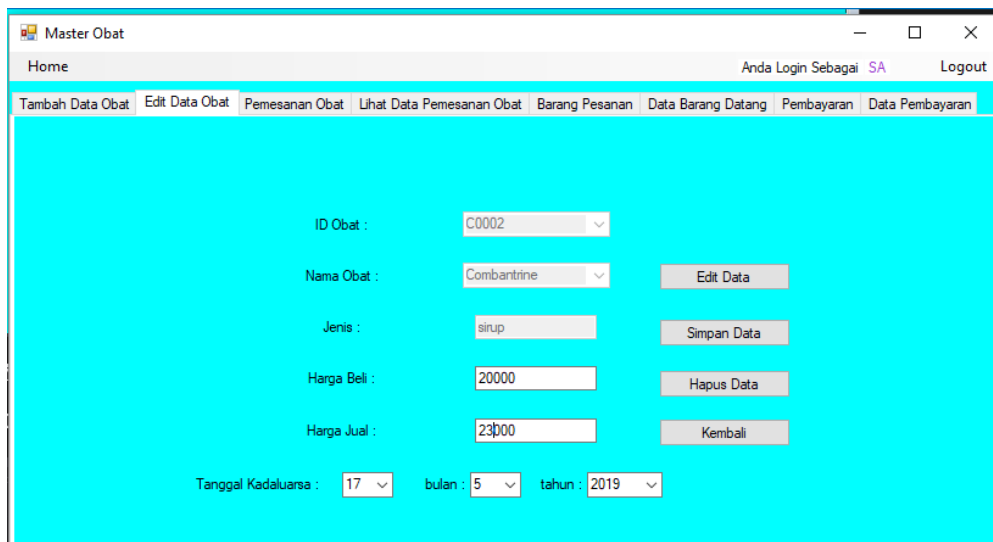 Master Obat
Home Anda Login Sebagai SA Logout
Tambah Data Obat Edit Data Obat Pemesanan Obat Lihat Data Pemesanan Obat Barang Pesanan Data Barang Datang Pembayaran Data Pembayaran
ID Obat : C0002
Nama Obat : Combantrine Edit Data
Jenis : sirup Simpan Data
Harga Beli : 20000 Hapus Data
Harga Jual : 23000 Kembali
Tanggal Kadaluarsa : 17 bulan : 5 tahun : 2019